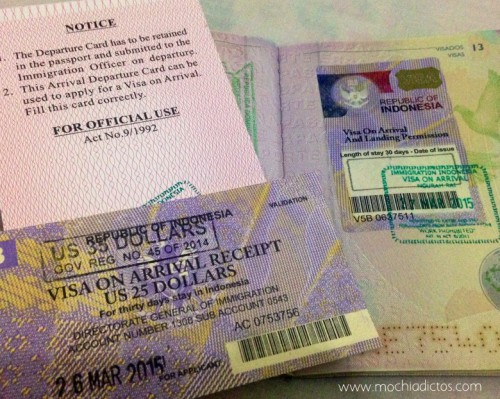 NOTICE
The Departure Card has to be retained
in the passport and submitted to the
Immigration Officer on departure.
2. This Arrival Departure Card can be
used to apply for a Visa on Arrival.
Fill this card correctly.
FOR OFFICIAL USE
Act No.9/1992
VISADOS
VISAS
13
REPUBLIC OF
INDONESIA
Visa On Arrival
And Landing Permission
Length of stay 30 days - Date of issue
IMMIGRATION INDONESIA
VISA ON ARRIVAL
NGURAH RAI
2015
V5B 0637511
WORK PROHIBITED
REPUBLIC OF INDONESIA
VALIDATION
US DOLLARS
GOV REG NO. 45 OF 2014
VISA ON ARRIVAL RECEIPT
US 25 DOLLARS
For thirty days stay in Indonesia
DIRECTORATE GENERAL OF IMMIGRATION
ACCOUNT NUMBER 1300 SUB ACCOUNT 0543
AC 0753756
26 MAR 2015
FOR APPLICANT
www.mochiadictos.com